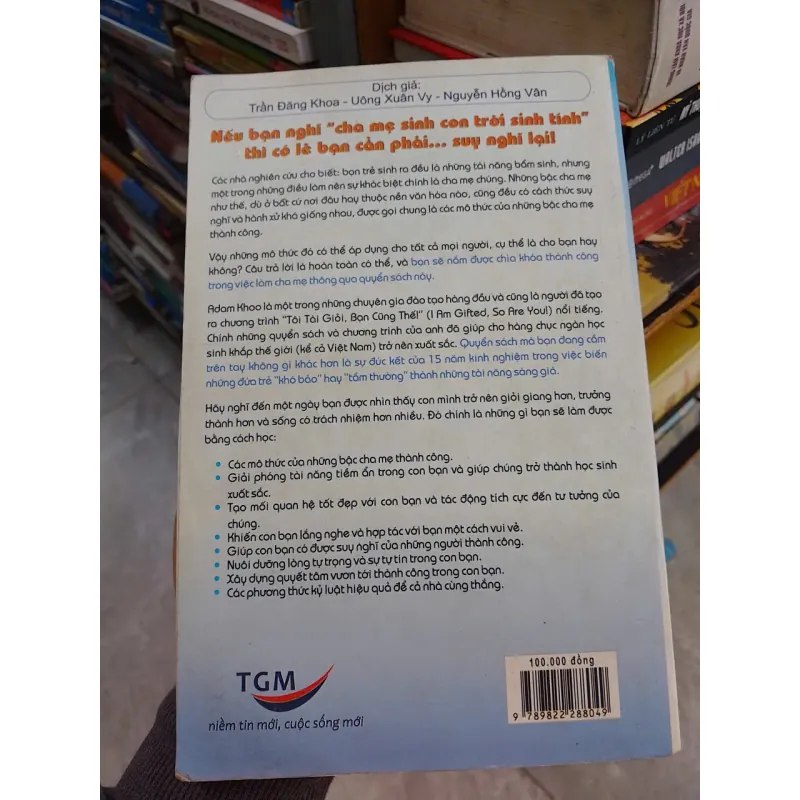 Dịch giả:
Trần Đăng Khoa - Uông Xuân Vy - Nguyễn Hồng Vân
Nếu bạn nghĩ "cha mẹ sinh con trời sinh tính"
thì có lẽ bạn cần phải... suy nghĩ lại!
Các nhà nghiên cứu cho biết: bọn trẻ sinh ra đều là những tài năng bẩm sinh, nhưng
một trong những điều làm nên sự khác biệt chính là cha mẹ chúng. Những bậc cha mẹ
như thế, dù ở bất cứ nơi đâu hay thuộc nền văn hóa nào, cũng đều có cách thức suy
nghĩ và hành xử khá giống nhau, được gọi chung là các mô thức của những bậc cha mẹ
thành công.
Vậy những mô thức đó có thể áp dụng cho tất cả mọi người, cụ thể là cho bạn hay
không? Câu trả lời là hoàn toàn có thể, và bạn sẽ nắm được chìa khóa thành công
trong việc làm cha mẹ thông qua quyển sách này.
Adam Khoo là một trong những chuyên gia đào tạo hàng đầu và cũng là người đã tạo
ra chương trình "Tôi Tài Giỏi, Bạn Cũng Thế!" (I Am Gifted, So Are You!) nổi tiếng.
Chính những quyển sách và chương trình của anh đã giúp cho hàng chục ngàn học
sinh khắp thế giới (kể cả Việt Nam) trở nên xuất sắc. Quyển sách mà bạn đang cầm
trên tay không gì khác hơn là sự đúc kết của 15 năm kinh nghiệm trong việc biến
những đứa trẻ "khó bảo" hay "tầm thường" thành những tài năng sáng giá.
Hãy nghĩ đến một ngày bạn được nhìn thấy con mình trở nên giỏi giang hơn, trưởng
thành hơn và sống có trách nhiệm hơn nhiều. Đó chính là những gì bạn sẽ làm được
bằng cách học:
• Các mô thức của những bậc cha mẹ thành công.
• Giải phóng tài năng tiềm ẩn trong con bạn và giúp chúng trở thành học sinh
xuất sắc.
• Tạo mối quan hệ tốt đẹp với con bạn và tác động tích cực đến tư tưởng của
chúng.
• Khiến con bạn lắng nghe và hợp tác với bạn một cách vui vẻ.
• Giúp con bạn có được suy nghĩ của những người thành công.
• Nuôi dưỡng lòng tự trọng và sự tự tin trong con bạn.
• Xây dựng quyết tâm vươn tới thành công trong con bạn.
• Các phương thức kỷ luật hiệu quả để cả nhà cùng thắng.
TGM
niềm tin mới, cuộc sống mới
100.000 đồng
9 789822 288049
LÝ LIÊN TỬ